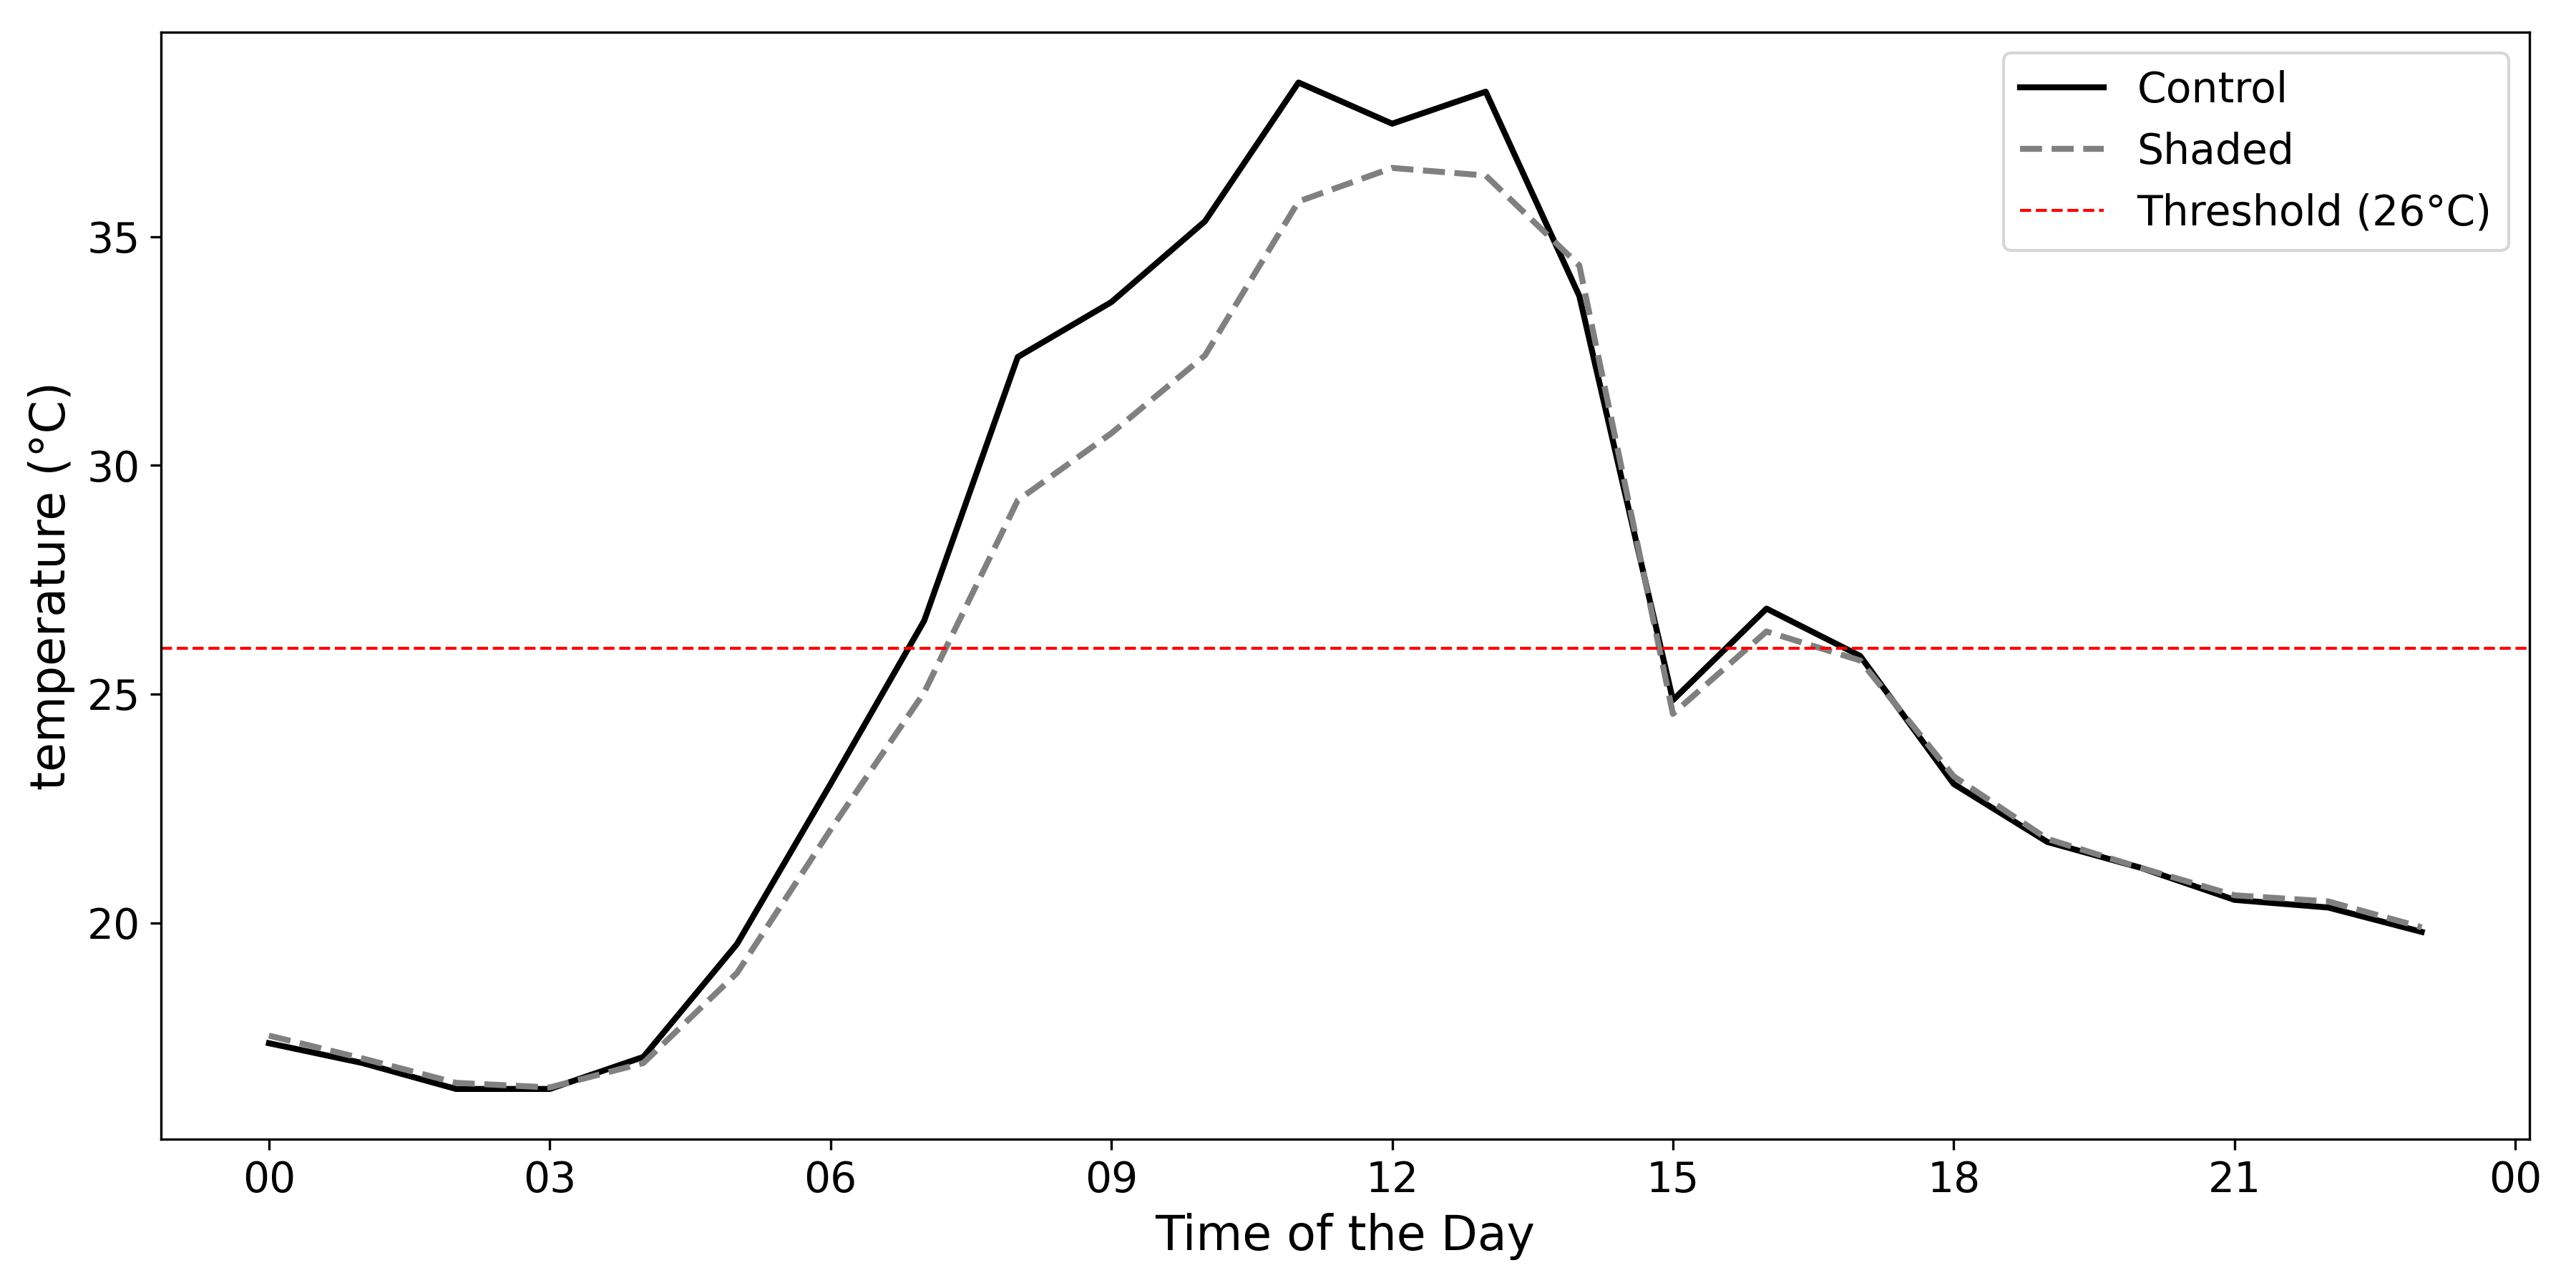 Control
Shaded
Threshold (26°C)
temperature (°C)
35
30
25
20
00 03 06 09 12 15 18 21 00
Time of the Day